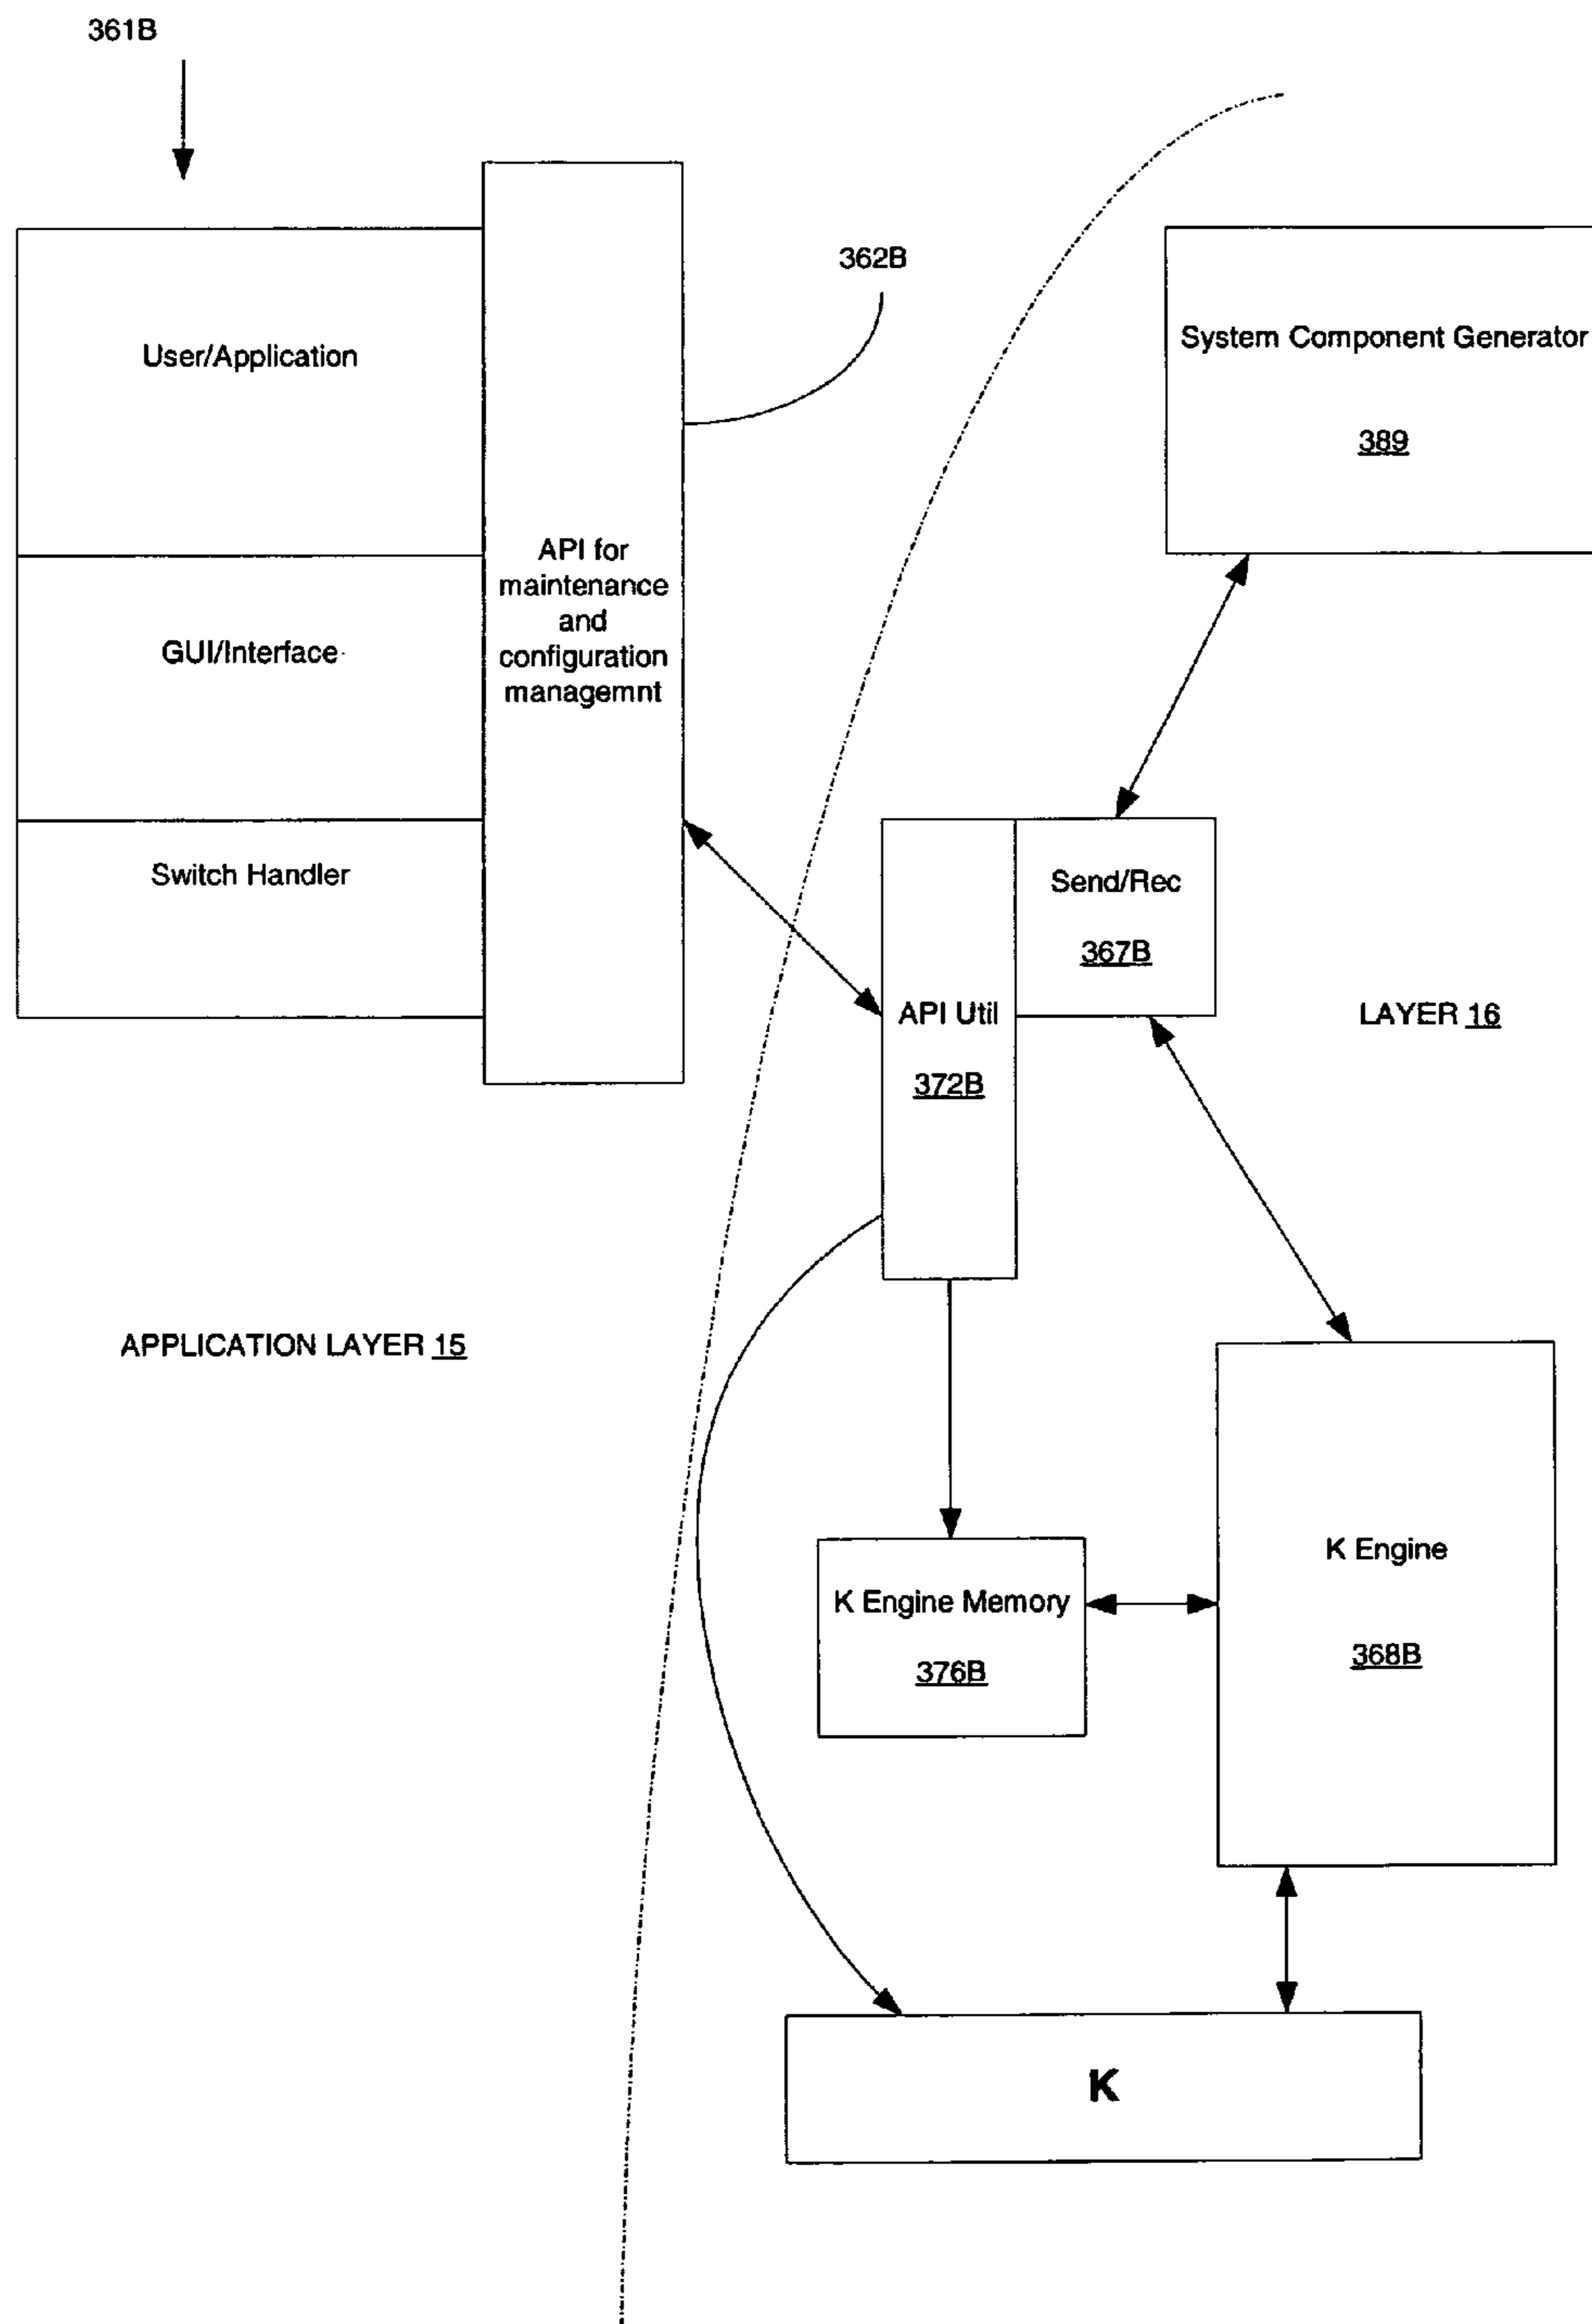 361B
362B
User/Application
GUI/Interface
Switch Handler
API for
maintenance
and
configuration
managemnt
System Component Generator
389
Send/Rec
367B
API Util
372B
LAYER 16
APPLICATION LAYER 15
K Engine
368B
K Engine Memory
376B
K